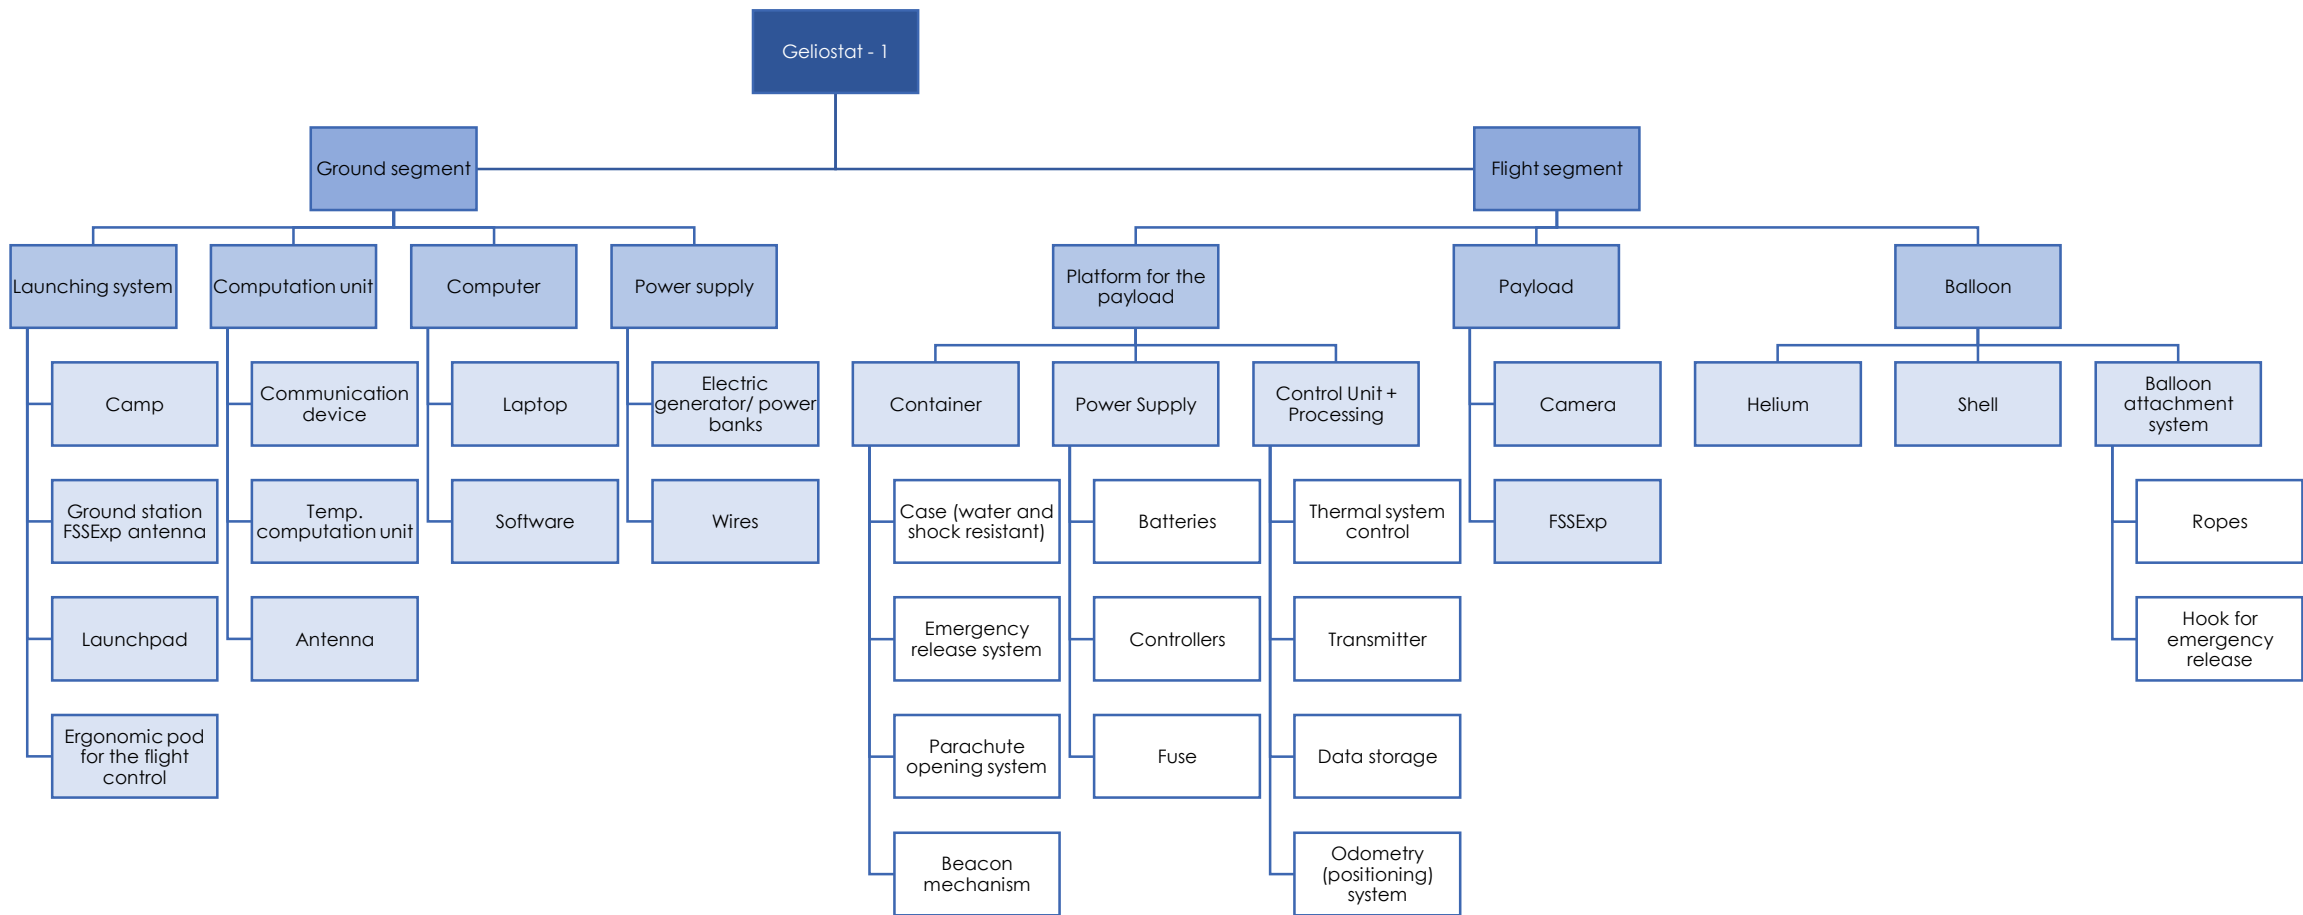 Geliostat - 1
Ground segment
Flight segment
Launching system
Computation unit
Computer
Power supply
Platform for the
payload
Payload
Balloon
Camp
Communication
device
Laptop
Electric
generator/ power
banks
Container
Power Supply
Control Unit +
Processing
Camera
Helium
Shell
Balloon
attachment
system
Ground station
FSSExp antenna
Temp.
computation unit
Software
Wires
Case (water and
shock resistant)
Batteries
Thermal system
control
FSSExp
Ropes
Launchpad
Antenna
Emergency
release system
Controllers
Transmitter
Hook for
emergency
release
Ergonomic pod
for the flight
control
Parachute
opening system
Fuse
Data storage
Beacon
mechanism
Odometry
(positioning)
system